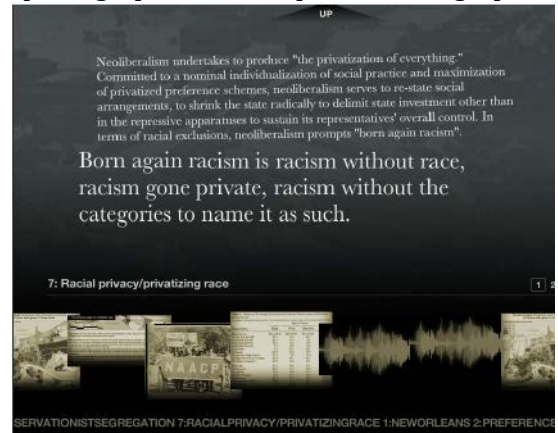 UP
Neoliberalism undertakes to produce "the privatization of everything."
Committed to a nominal individualization of social practice and maximization
of privatized preference schemes, neoliberalism serves to re-state social
arrangements, to shrink the state radically to delimit state investment other than
in the repressive apparatuses to sustain its representatives' overall control. In
terms of racial exclusions, neoliberalism prompts "born again racism".
Born again racism is racism without race,
racism gone private, racism without the
categories to name it as such.
7: Racial privacy/privatizing race
1 2
NAACP
SERVATIONISTSEGREGATION 7:RACIALPRIVACY/PRIVATIZINGRACE 1:NEWORLEANS 2:PREFERENCE